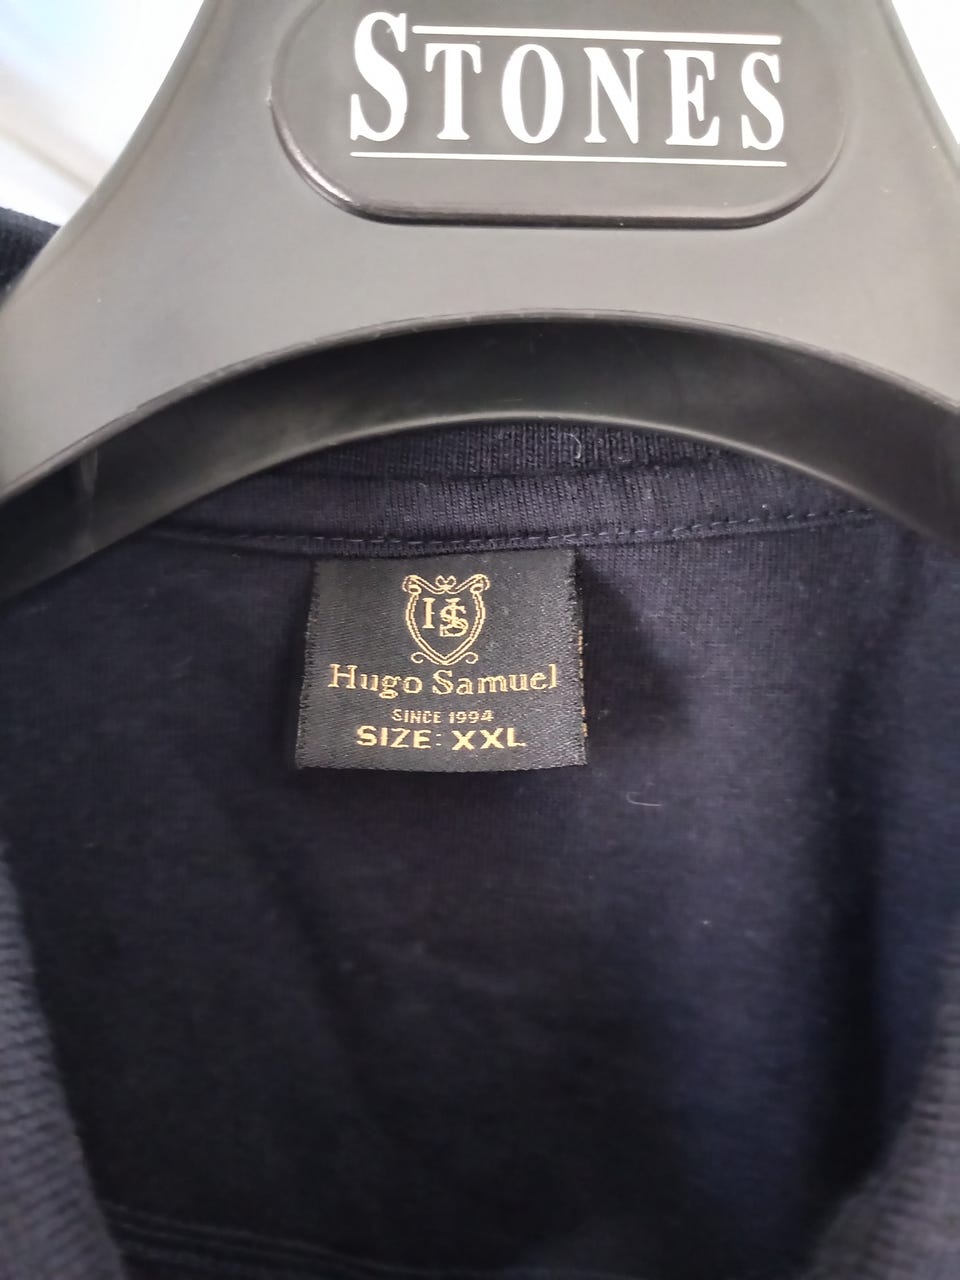 STONES
HS
Hugo Samuel
SINCE 1994
SIZE: XXL